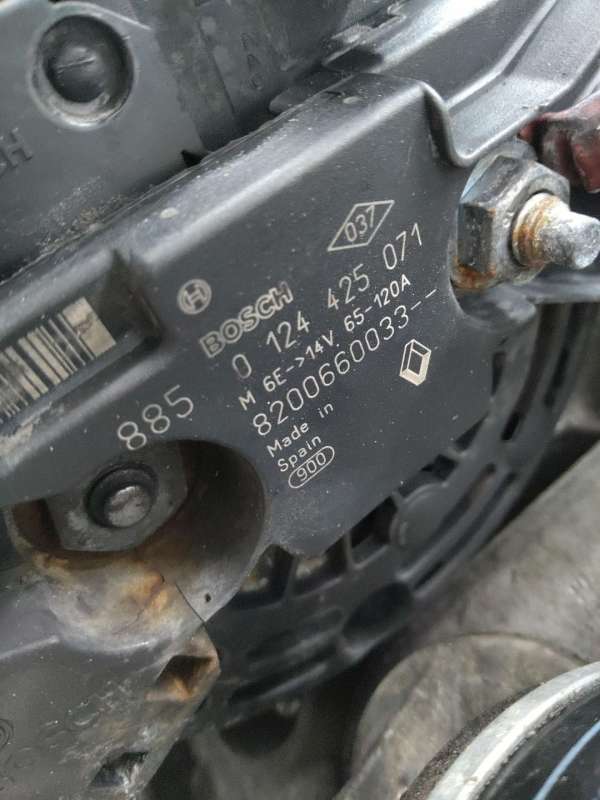 037
BOSCH
0 124 425 071
M 6E->14V. 65-120A
885
8200660033--
Made in
Spain
900